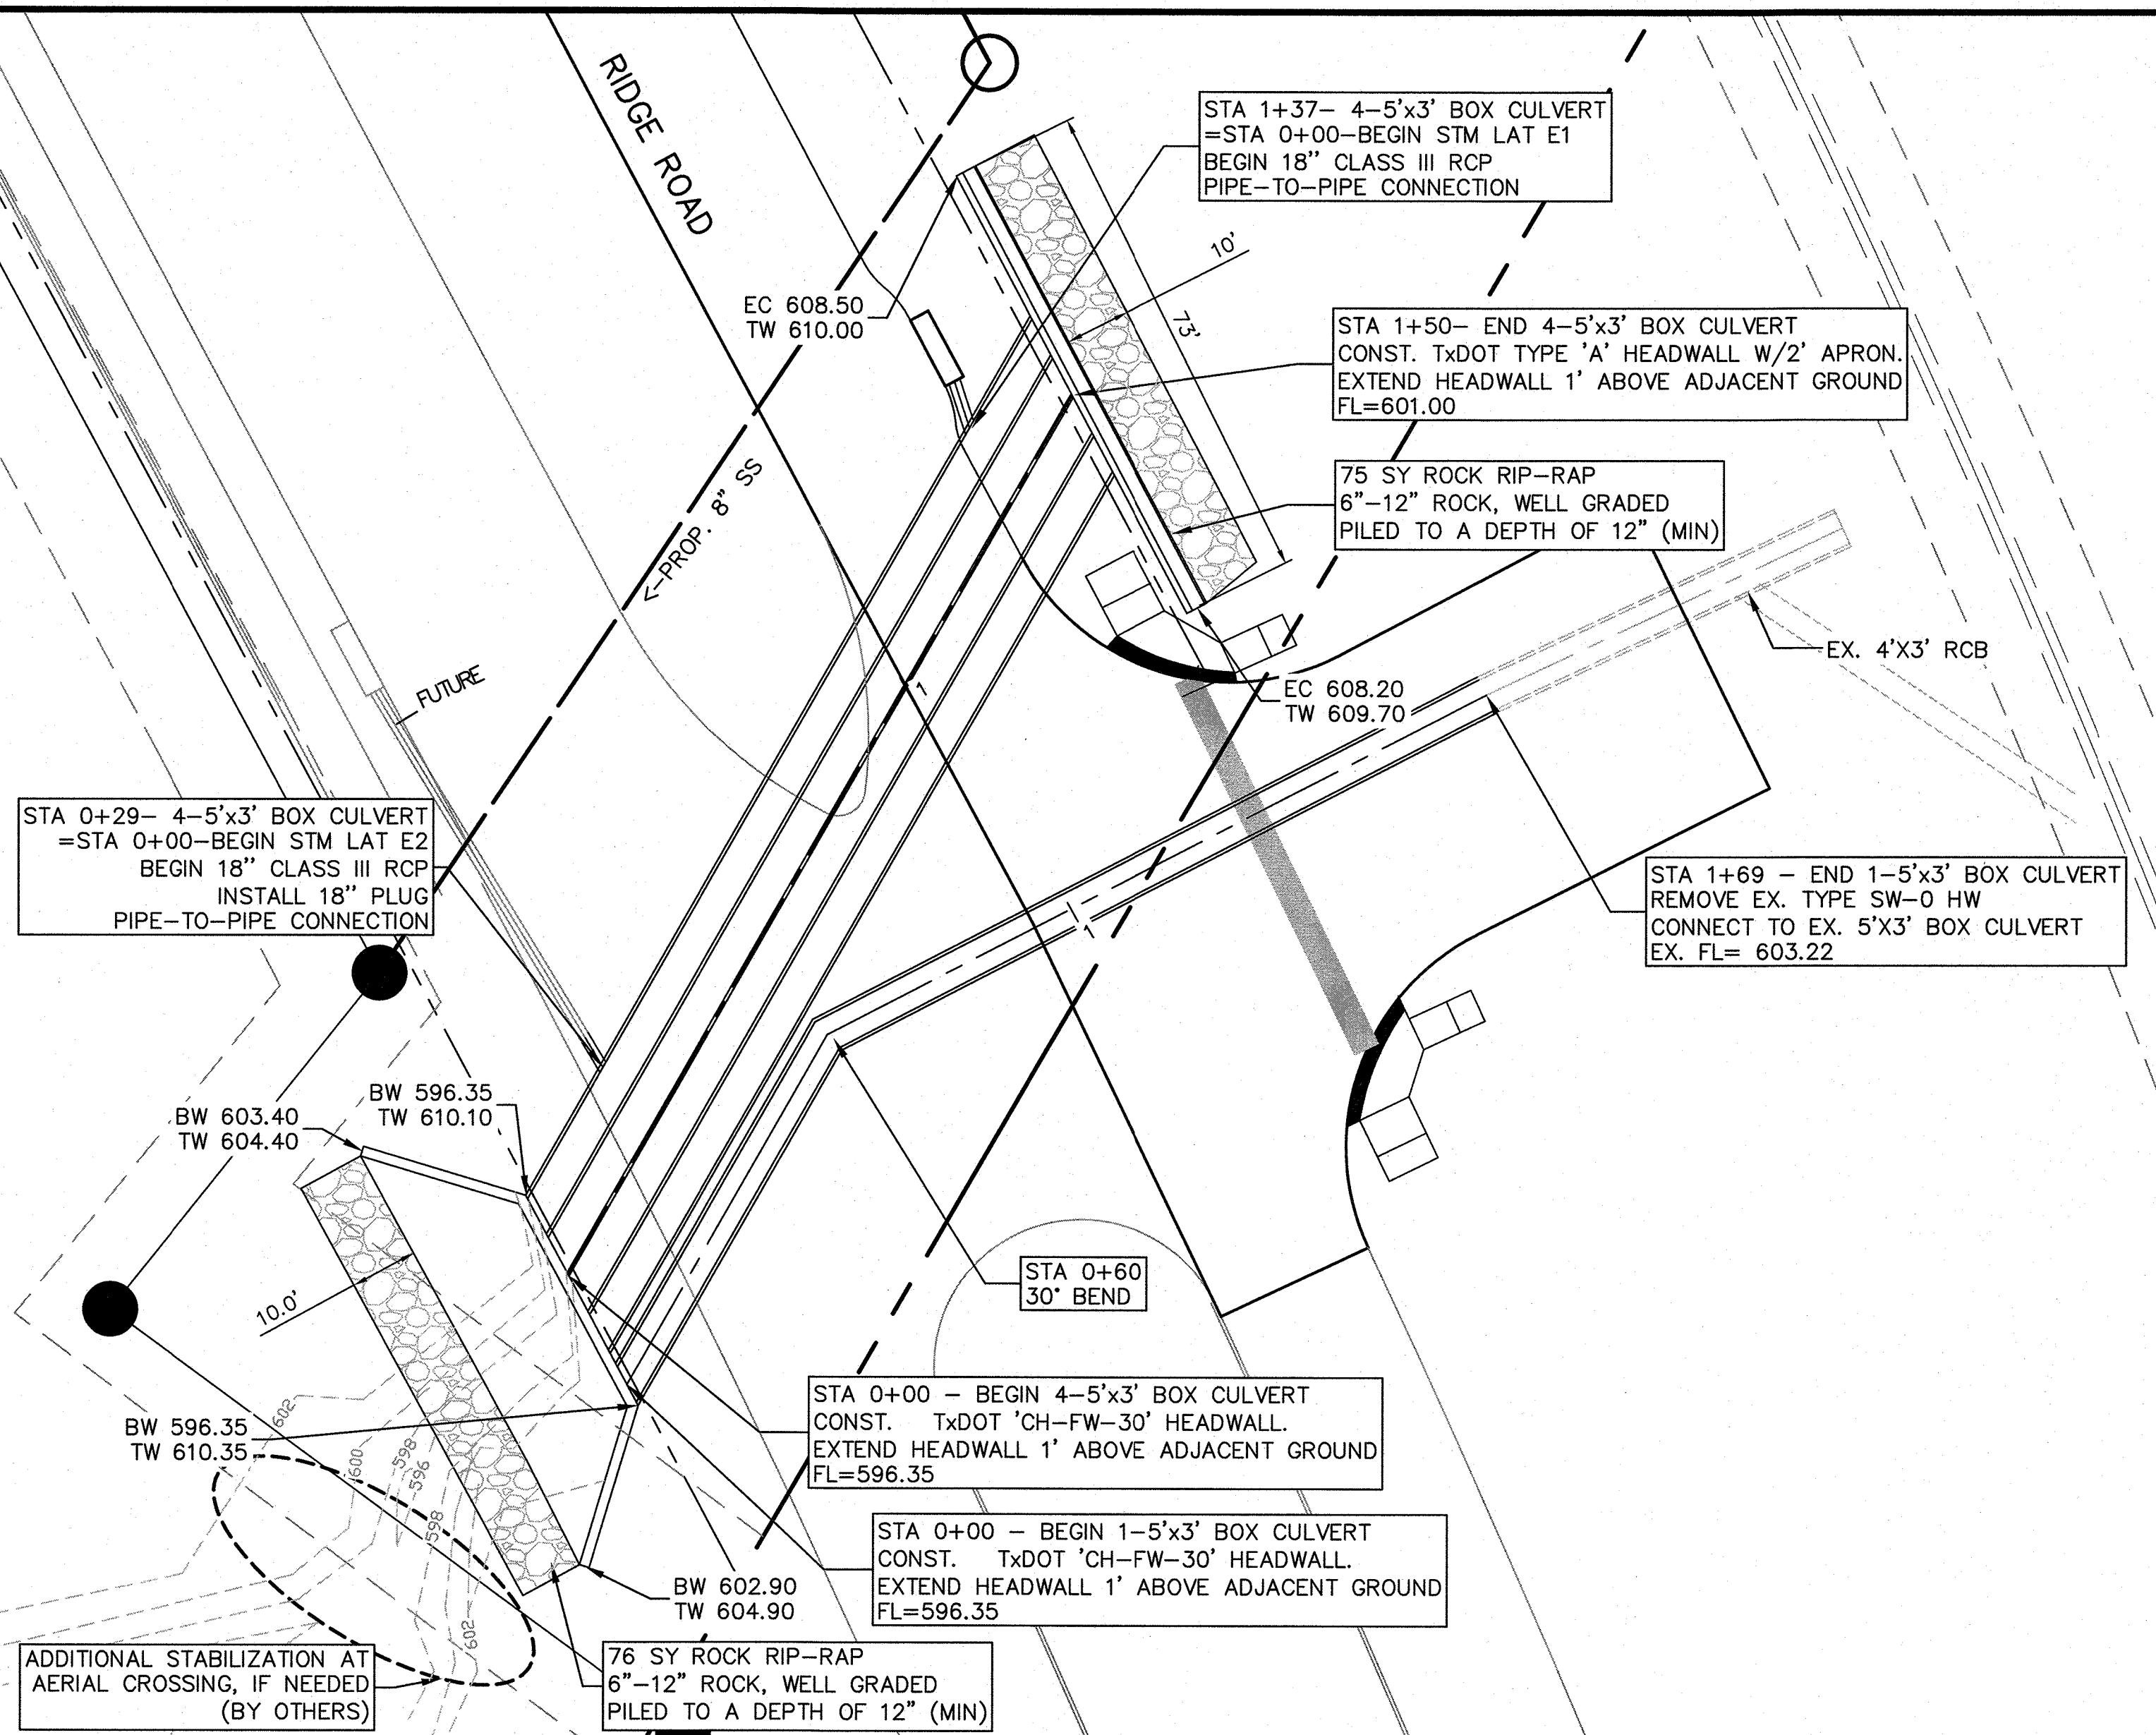 RIDGE ROAD
STA 1+37– 4–5'x3' BOX CULVERT
=STA 0+00–BEGIN STM LAT E1
BEGIN 18" CLASS III RCP
PIPE–TO–PIPE CONNECTION
10'
73'
EC 608.50
TW 610.00
STA 1+50– END 4–5'x3' BOX CULVERT
CONST. TxDOT TYPE 'A' HEADWALL W/2' APRON.
EXTEND HEADWALL 1' ABOVE ADJACENT GROUND
FL=601.00
75 SY ROCK RIP–RAP
6"–12" ROCK, WELL GRADED
PILED TO A DEPTH OF 12" (MIN)
<–PROP. 8" SS
EX. 4'X3' RCB
FUTURE
1
EC 608.20
TW 609.70
STA 0+29– 4–5'x3' BOX CULVERT
=STA 0+00–BEGIN STM LAT E2
BEGIN 18" CLASS III RCP
INSTALL 18" PLUG
PIPE–TO–PIPE CONNECTION
1
STA 1+69 – END 1–5'x3' BOX CULVERT
REMOVE EX. TYPE SW–0 HW
CONNECT TO EX. 5'X3' BOX CULVERT
EX. FL= 603.22
BW 596.35
TW 610.10
BW 603.40
TW 604.40
10.0'
STA 0+60
30° BEND
STA 0+00 – BEGIN 4–5'x3' BOX CULVERT
CONST. TxDOT 'CH–FW–30' HEADWALL.
EXTEND HEADWALL 1' ABOVE ADJACENT GROUND
FL=596.35
BW 596.35
TW 610.35
602
600
598
596
598
602
STA 0+00 – BEGIN 1–5'x3' BOX CULVERT
CONST. TxDOT 'CH–FW–30' HEADWALL.
EXTEND HEADWALL 1' ABOVE ADJACENT GROUND
FL=596.35
BW 602.90
TW 604.90
ADDITIONAL STABILIZATION AT
AERIAL CROSSING, IF NEEDED
(BY OTHERS)
76 SY ROCK RIP–RAP
6"–12" ROCK, WELL GRADED
PILED TO A DEPTH OF 12" (MIN)